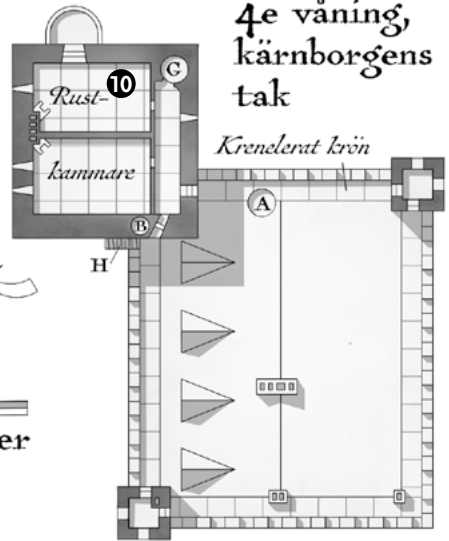 4e våning,
kärnborgens
tak
G
Rust- 10
Krenelerat krön
kammare
A
B
H
er